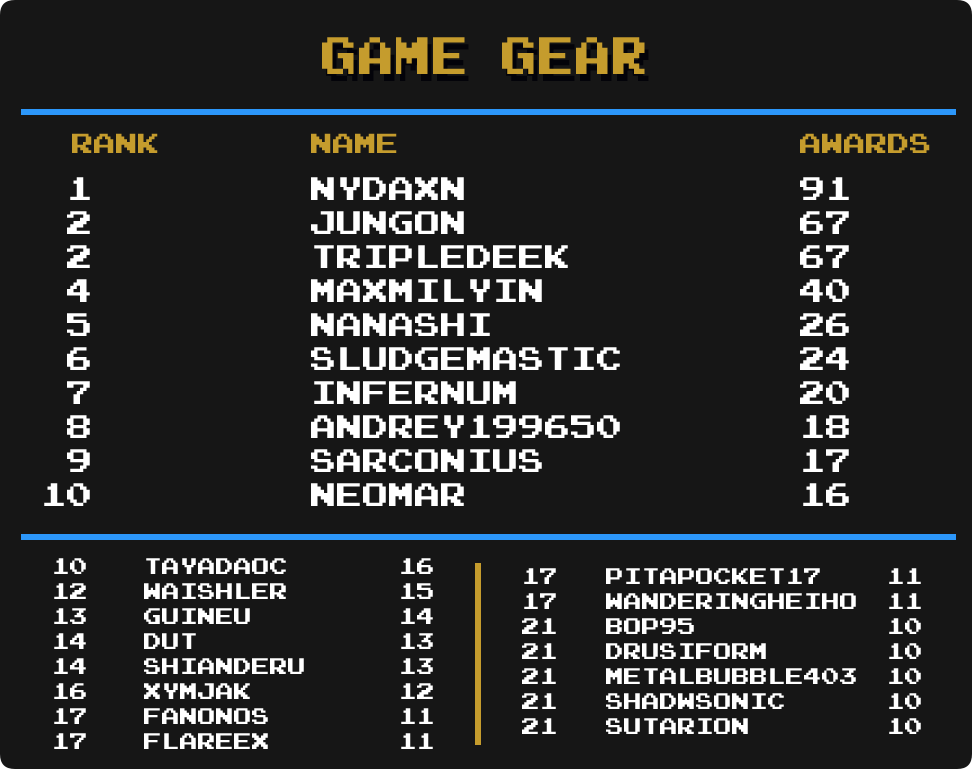 GAME GEAR
RANK NAME AWARDS
1 NYDAXN 91
2 JUNGON 67
2 TRIPLEDEEK 67
4 MAXMILYIN 40
5 NANASHI 26
6 SLUDGEMASTIC 24
7 INFERNUM 20
8 ANDREY199650 18
9 SARCONIUS 17
10 NEOMAR 16
10 TAYADAOC 16
12 WAISHLER 15
13 GUINEU 14
14 DUT 13
14 SHIANDERU 13
16 XYMJAK 12
17 FANONOS 11
17 FLAREEX 11
17 PITAPOCKET17 11
17 WANDERINGHEIHO 11
21 BOP95 10
21 DRUSIFORM 10
21 METALBUBBLE403 10
21 SHADWSONIC 10
21 SUTARION 10